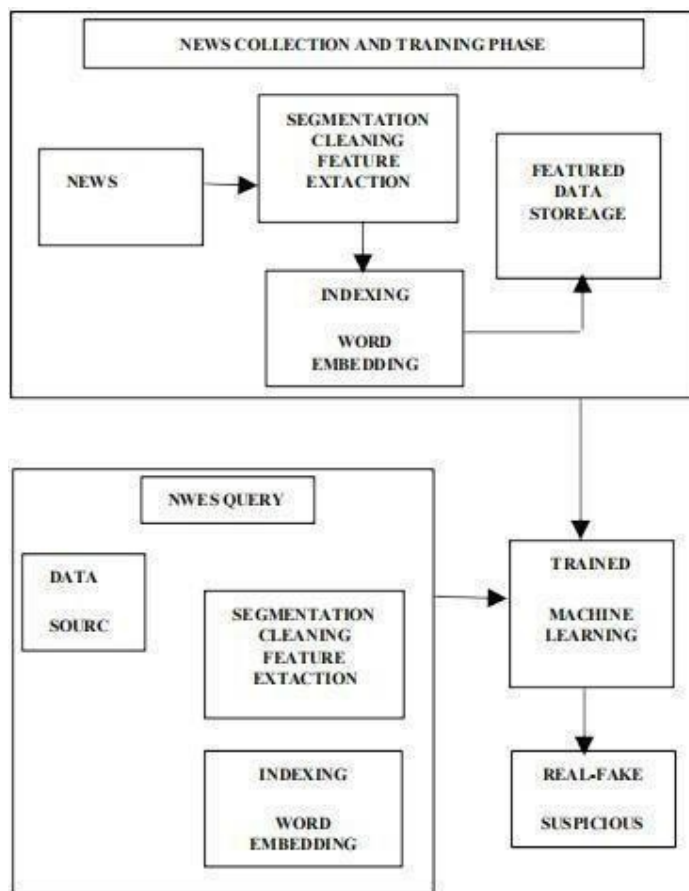 NEWS COLLECTION AND TRAINING PHASE
NEWS
SEGMENTATION
CLEANING
FEATURE
EXTACTION
FEATURED
DATA
STOREAGE
INDEXING
WORD
EMBEDDING
NWES QUERY
DATA
SOURC
SEGMENTATION
CLEANING
FEATURE
EXTACTION
INDEXING
WORD
EMBEDDING
TRAINED
MACHINE
LEARNING
REAL-FAKE
SUSPICIOUS